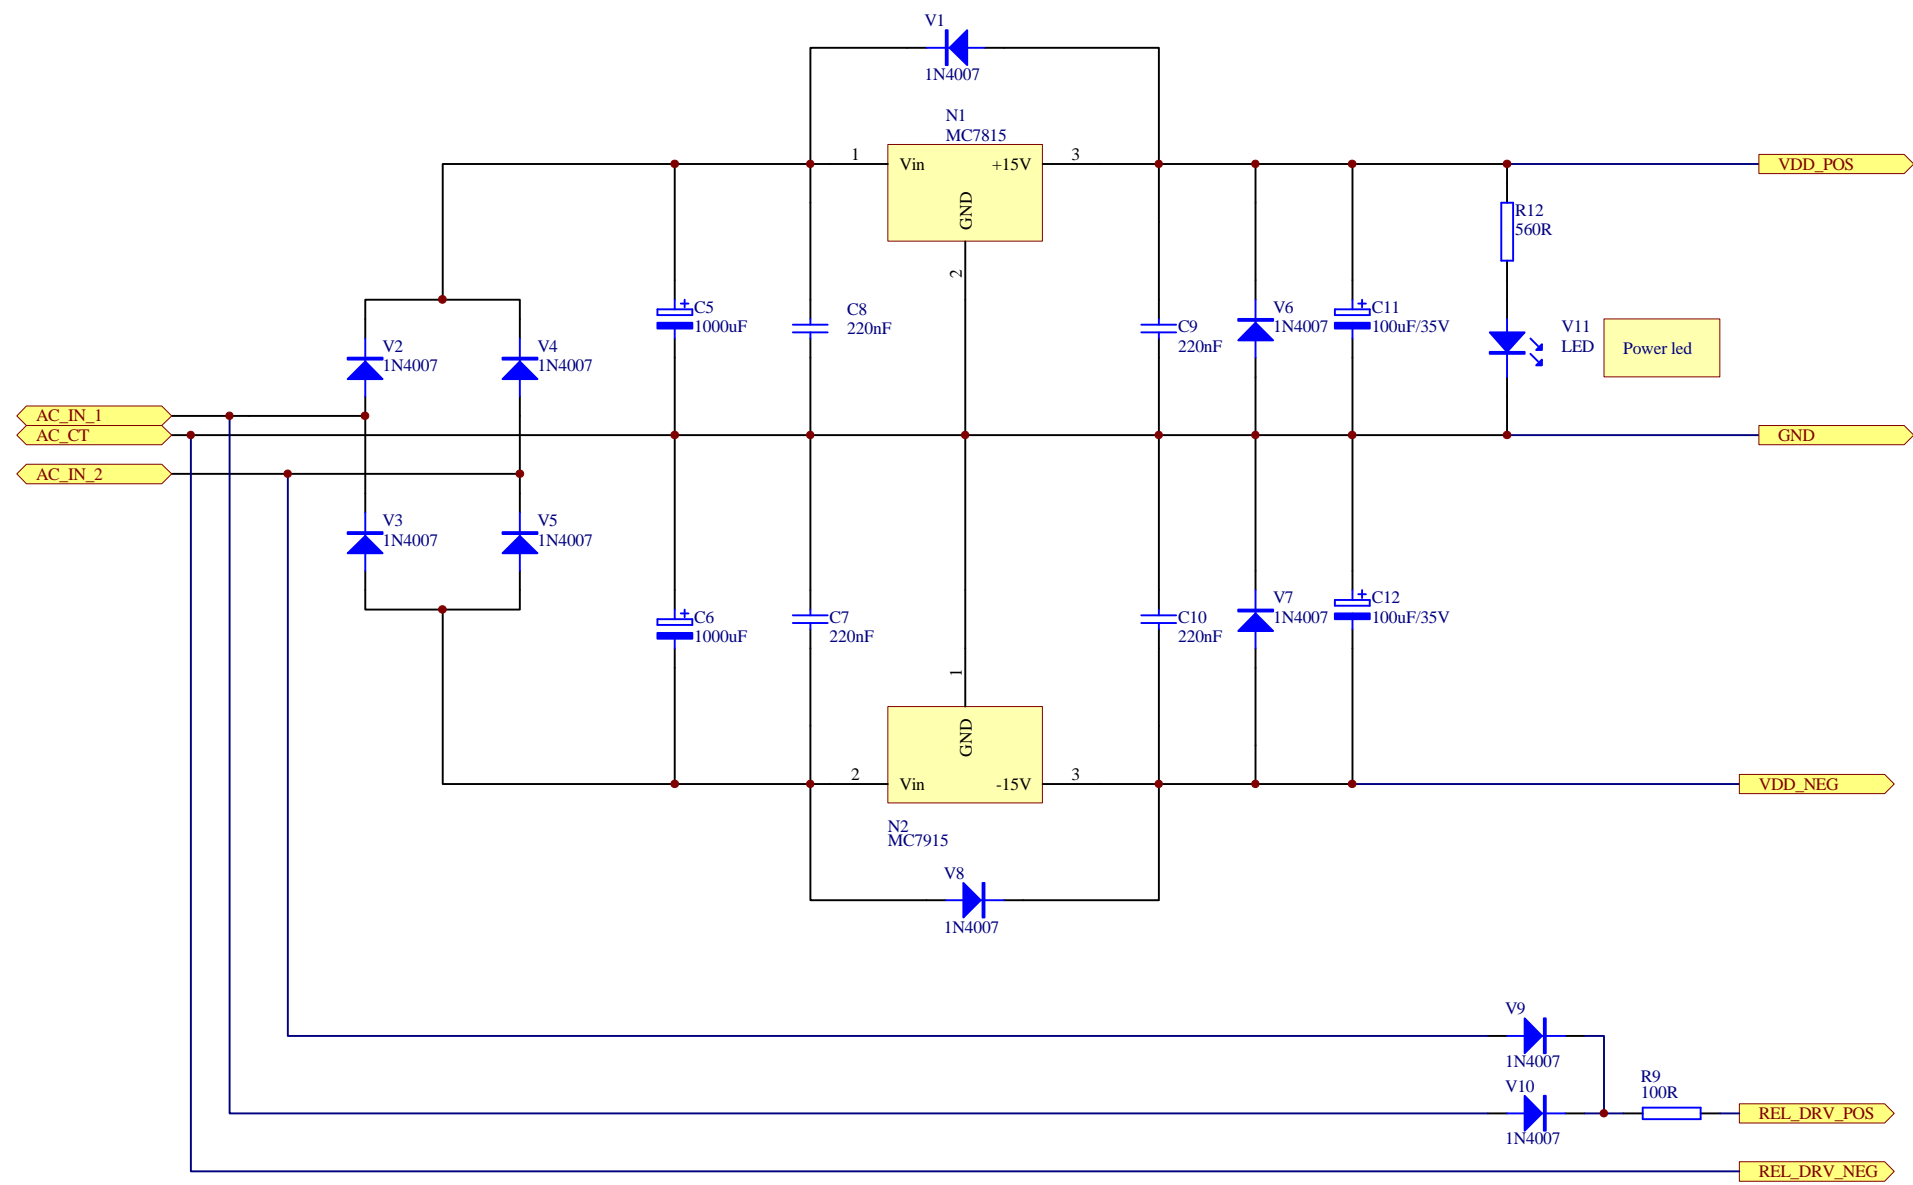 V1
1N4007
N1
MC7815
1
Vin
+15V
3
GND
2
VDD_POS
R12
560R
C5
1000uF
C8
220nF
C9
220nF
V6
1N4007
C11
100uF/35V
V11
LED
Power led
V2
1N4007
V4
1N4007
AC_IN_1
AC_CT
AC_IN_2
GND
V3
1N4007
V5
1N4007
C6
1000uF
C7
220nF
C10
220nF
V7
1N4007
C12
100uF/35V
1
GND
2
Vin
-15V
3
VDD_NEG
N2
MC7915
V8
1N4007
V9
1N4007
V10
1N4007
R9
100R
REL_DRV_POS
REL_DRV_NEG